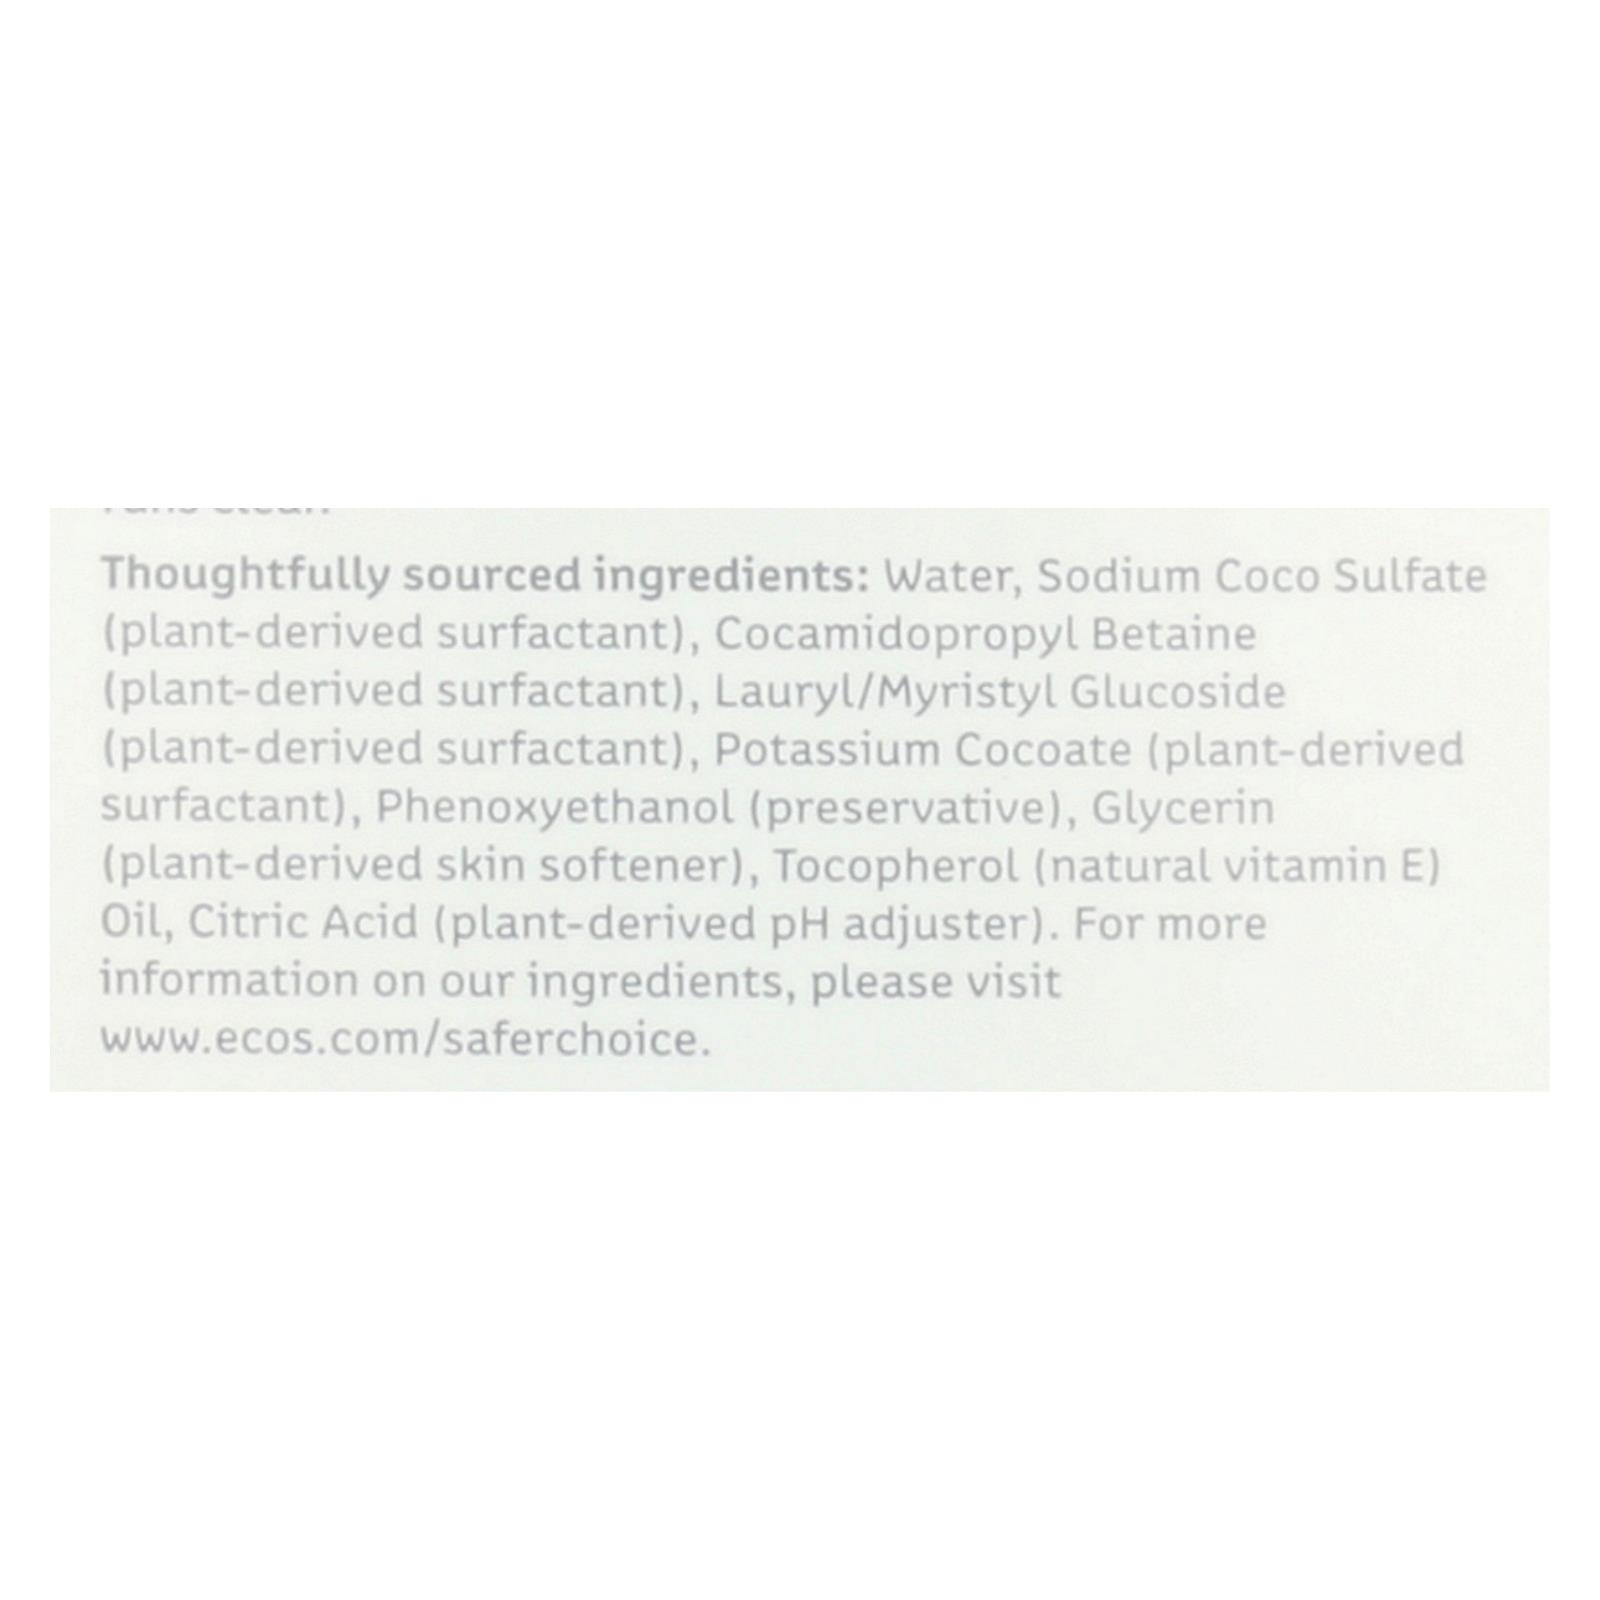 runs clear.
Thoughtfully sourced ingredients: Water, Sodium Coco Sulfate
(plant-derived surfactant), Cocamidopropyl Betaine
(plant-derived surfactant), Lauryl/Myristyl Glucoside
(plant-derived surfactant), Potassium Cocoate (plant-derived
surfactant), Phenoxyethanol (preservative), Glycerin
(plant-derived skin softener), Tocopherol (natural vitamin E)
Oil, Citric Acid (plant-derived pH adjuster). For more
information on our ingredients, please visit
www.ecos.com/saferchoice.